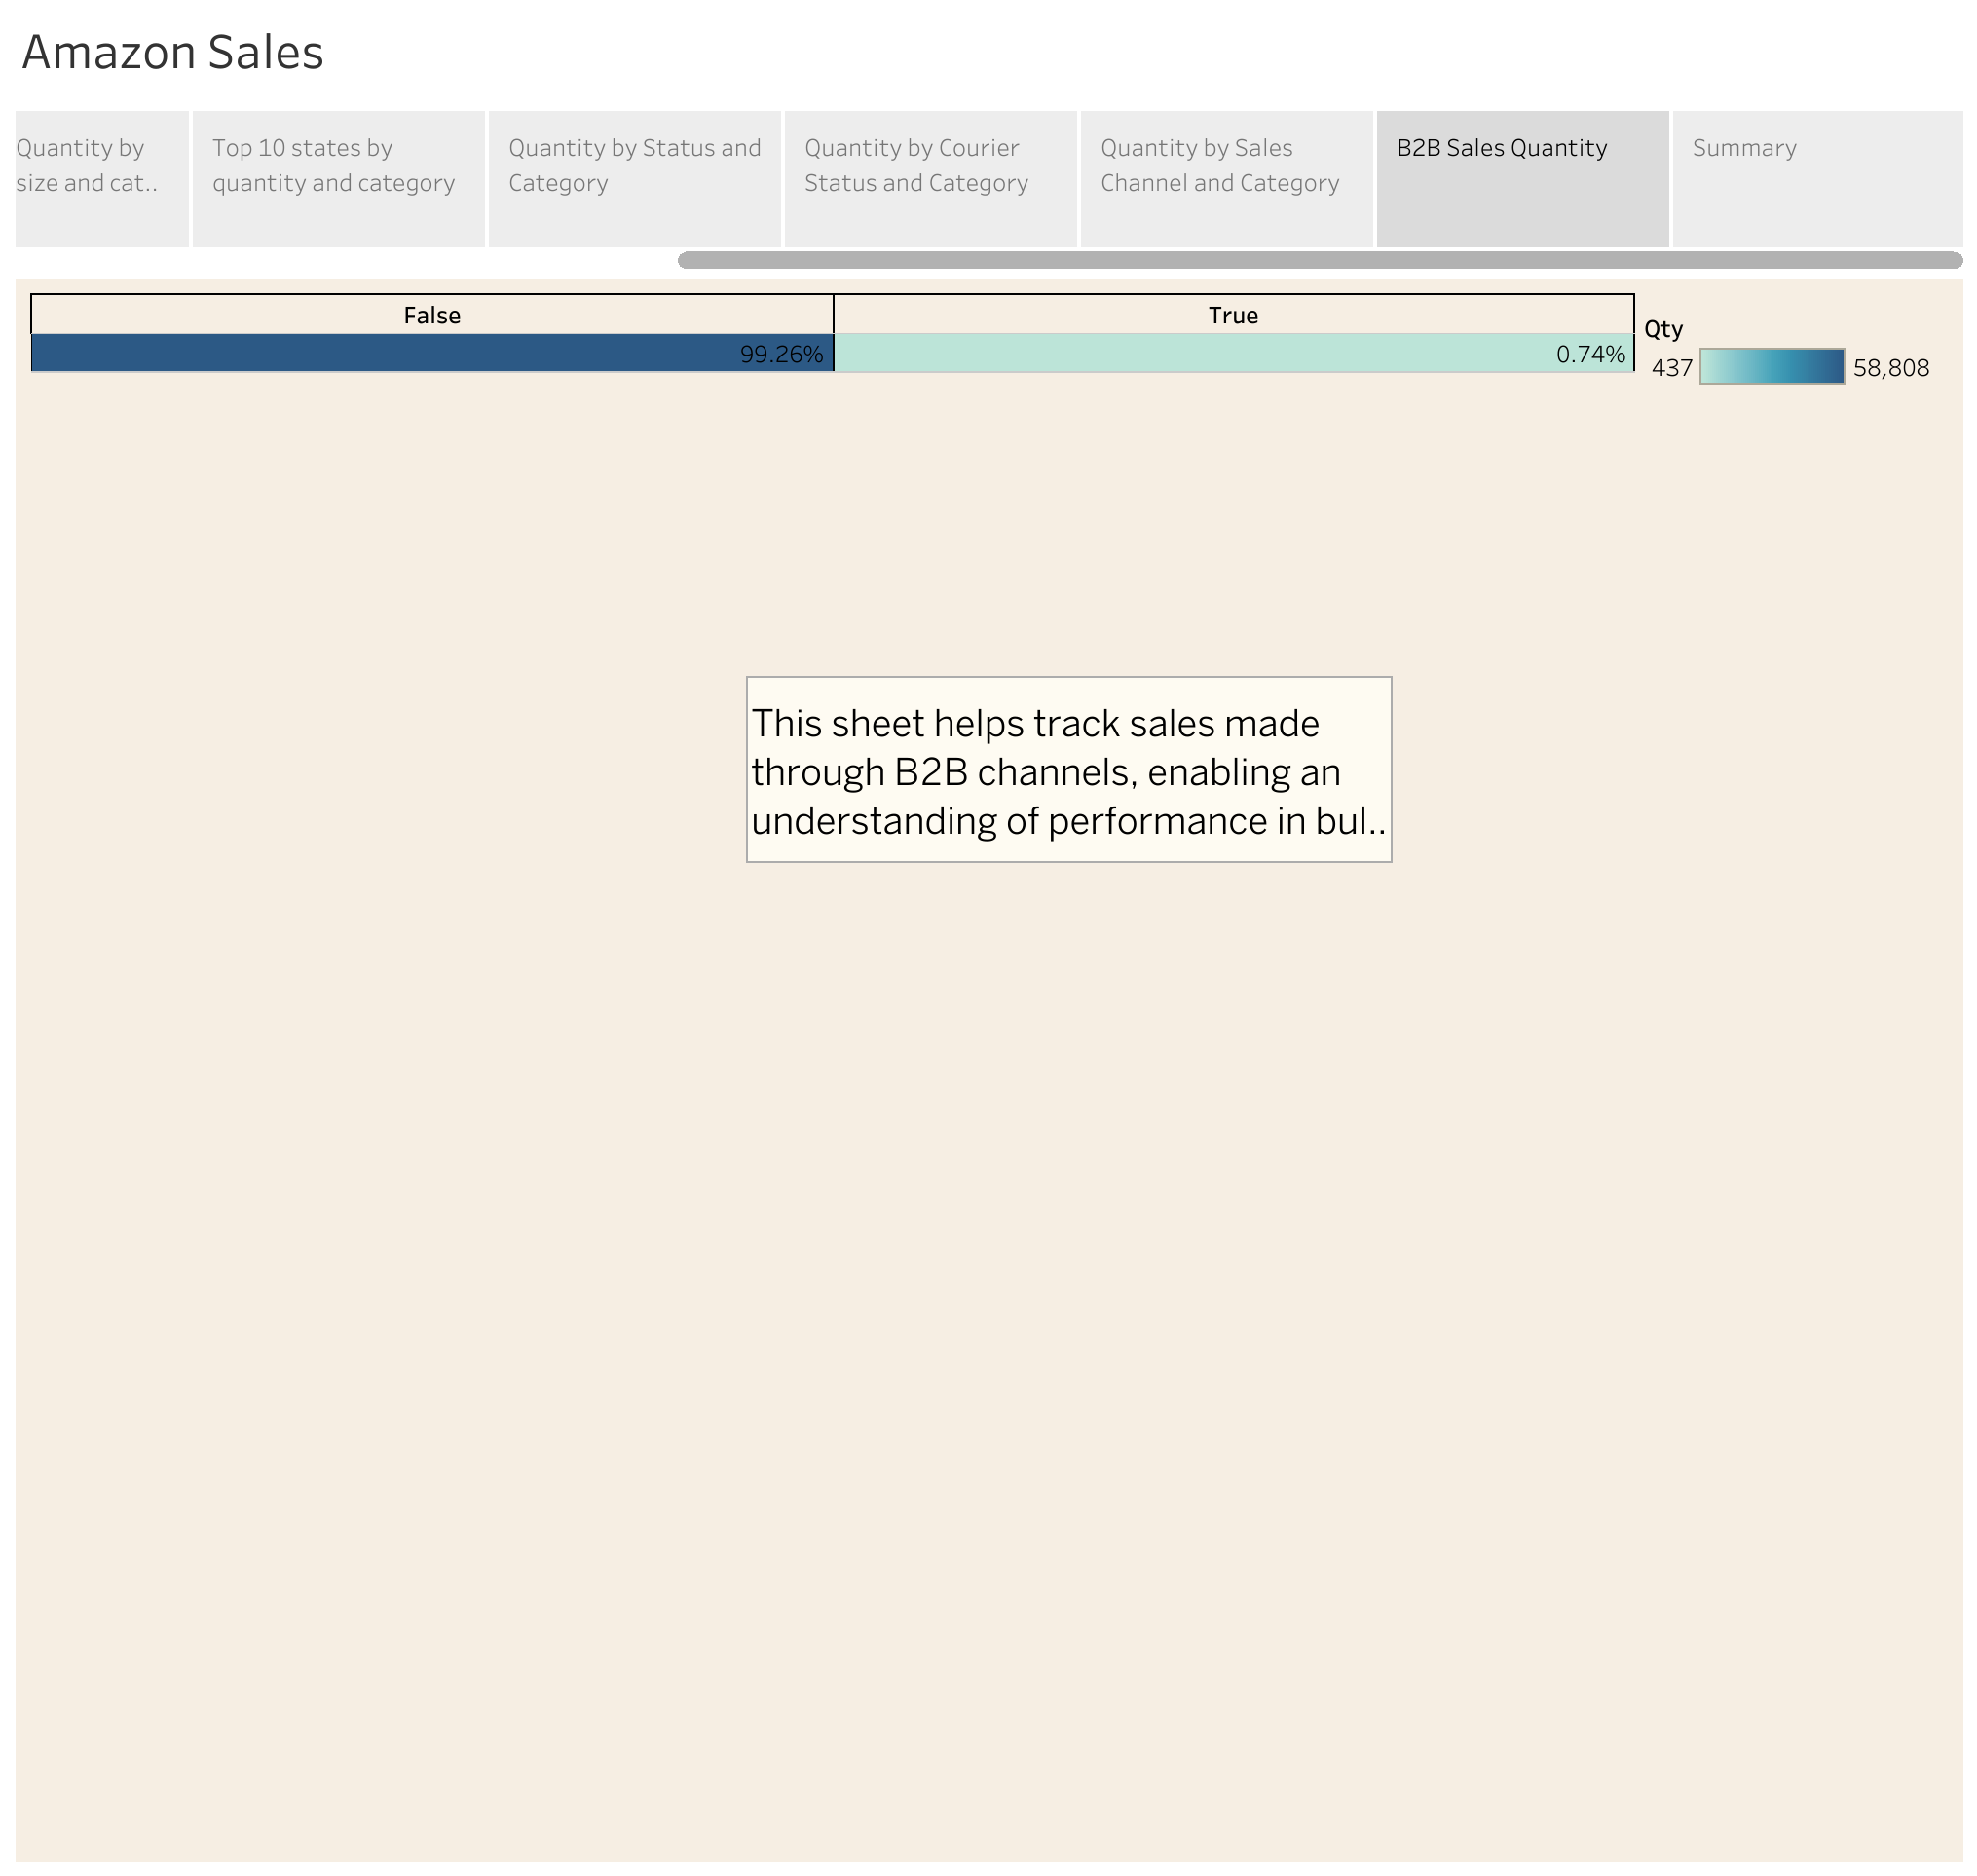 Amazon Sales
Quantity by
size and cat..
Top 10 states by
quantity and category
Quantity by Status and
Category
Quantity by Courier
Status and Category
Quantity by Sales
Channel and Category
B2B Sales Quantity
Summary
False
True
99.26%
0.74%
Qty
437
58,808
This sheet helps track sales made
through B2B channels, enabling an
understanding of performance in bul..